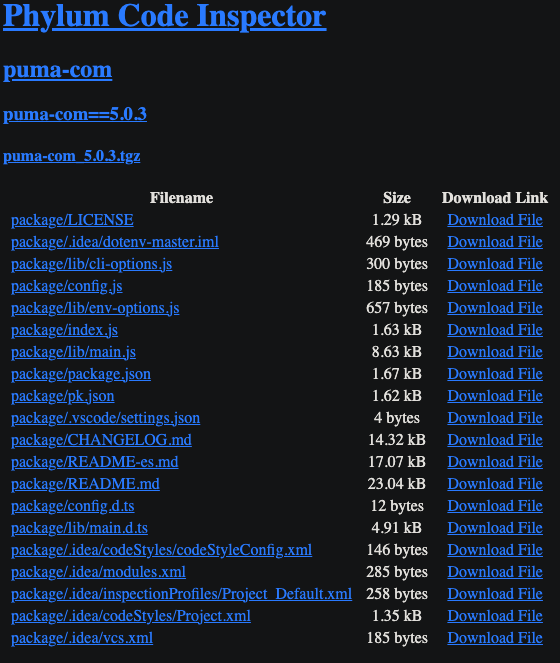 Phylum Code Inspector
puma-com
puma-com==5.0.3
puma-com_5.0.3.tgz
Filename Size Download Link
package/LICENSE 1.29 kB Download File
package/.idea/dotenv-master.iml 469 bytes Download File
package/lib/cli-options.js 300 bytes Download File
package/config.js 185 bytes Download File
package/lib/env-options.js 657 bytes Download File
package/index.js 1.63 kB Download File
package/lib/main.js 8.63 kB Download File
package/package.json 1.67 kB Download File
package/pk.json 1.62 kB Download File
package/.vscode/settings.json 4 bytes Download File
package/CHANGELOG.md 14.32 kB Download File
package/README-es.md 17.07 kB Download File
package/README.md 23.04 kB Download File
package/config.d.ts 12 bytes Download File
package/lib/main.d.ts 4.91 kB Download File
package/.idea/codeStyles/codeStyleConfig.xml 146 bytes Download File
package/.idea/modules.xml 285 bytes Download File
package/.idea/inspectionProfiles/Project_Default.xml 258 bytes Download File
package/.idea/codeStyles/Project.xml 1.35 kB Download File
package/.idea/vcs.xml 185 bytes Download File